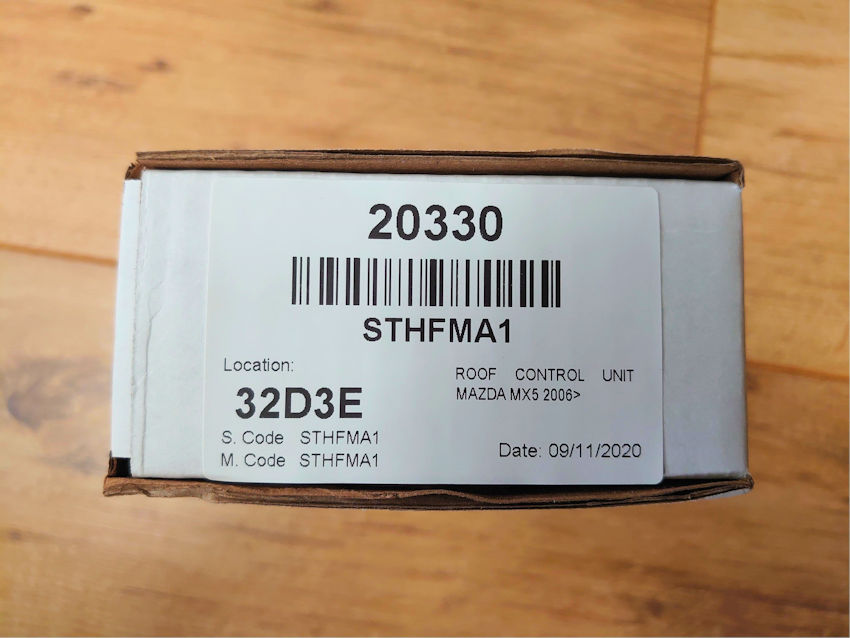 20330
STHFMA1
Location:
32D3E
S. Code STHFMA1
M. Code STHFMA1
ROOF CONTROL UNIT
MAZDA MX5 2006>
Date: 09/11/2020